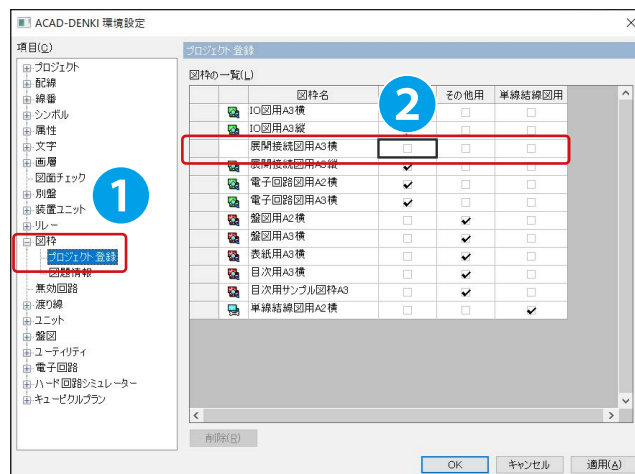 ACAD-DENKI 環境設定
項目(C)
プロジェクト
配線
線番
シンボル
属性
文字
画層
図面チェック
別盤
装置ユニット
リレー
図枠
プロジェクト登録
図題情報
無効回路
渡り線
ユニット
盤図
ユーティリティ
電子回路
ハード回路シミュレーター
キュービクルプラン
1
プロジェクト登録
図枠の一覧(L)
図枠名 その他用 単線結線図用
2
IO図用A3横
IO図用A3縦
展開接続図用A3横
展開接続図用A3縦
電子回路図用A2横
電子回路図用A3横
盤図用A2横
盤図用A3横
表紙用A3横
目次用A3横
目次用サンプル図枠A3
単線結線図用A2横
削除(R)
OK キャンセル 適用(A)